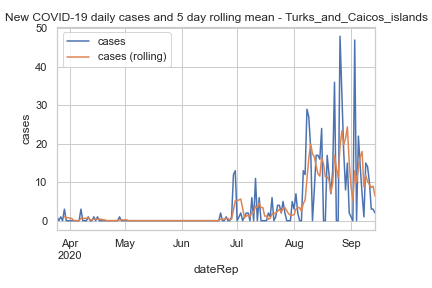 New COVID-19 daily cases and 5 day rolling mean - Turks_and_Caicos_islands
cases
cases (rolling)
50
40
30
20
10
0
cases
Apr
2020
May
Jun
Jul
Aug
Sep
dateRep